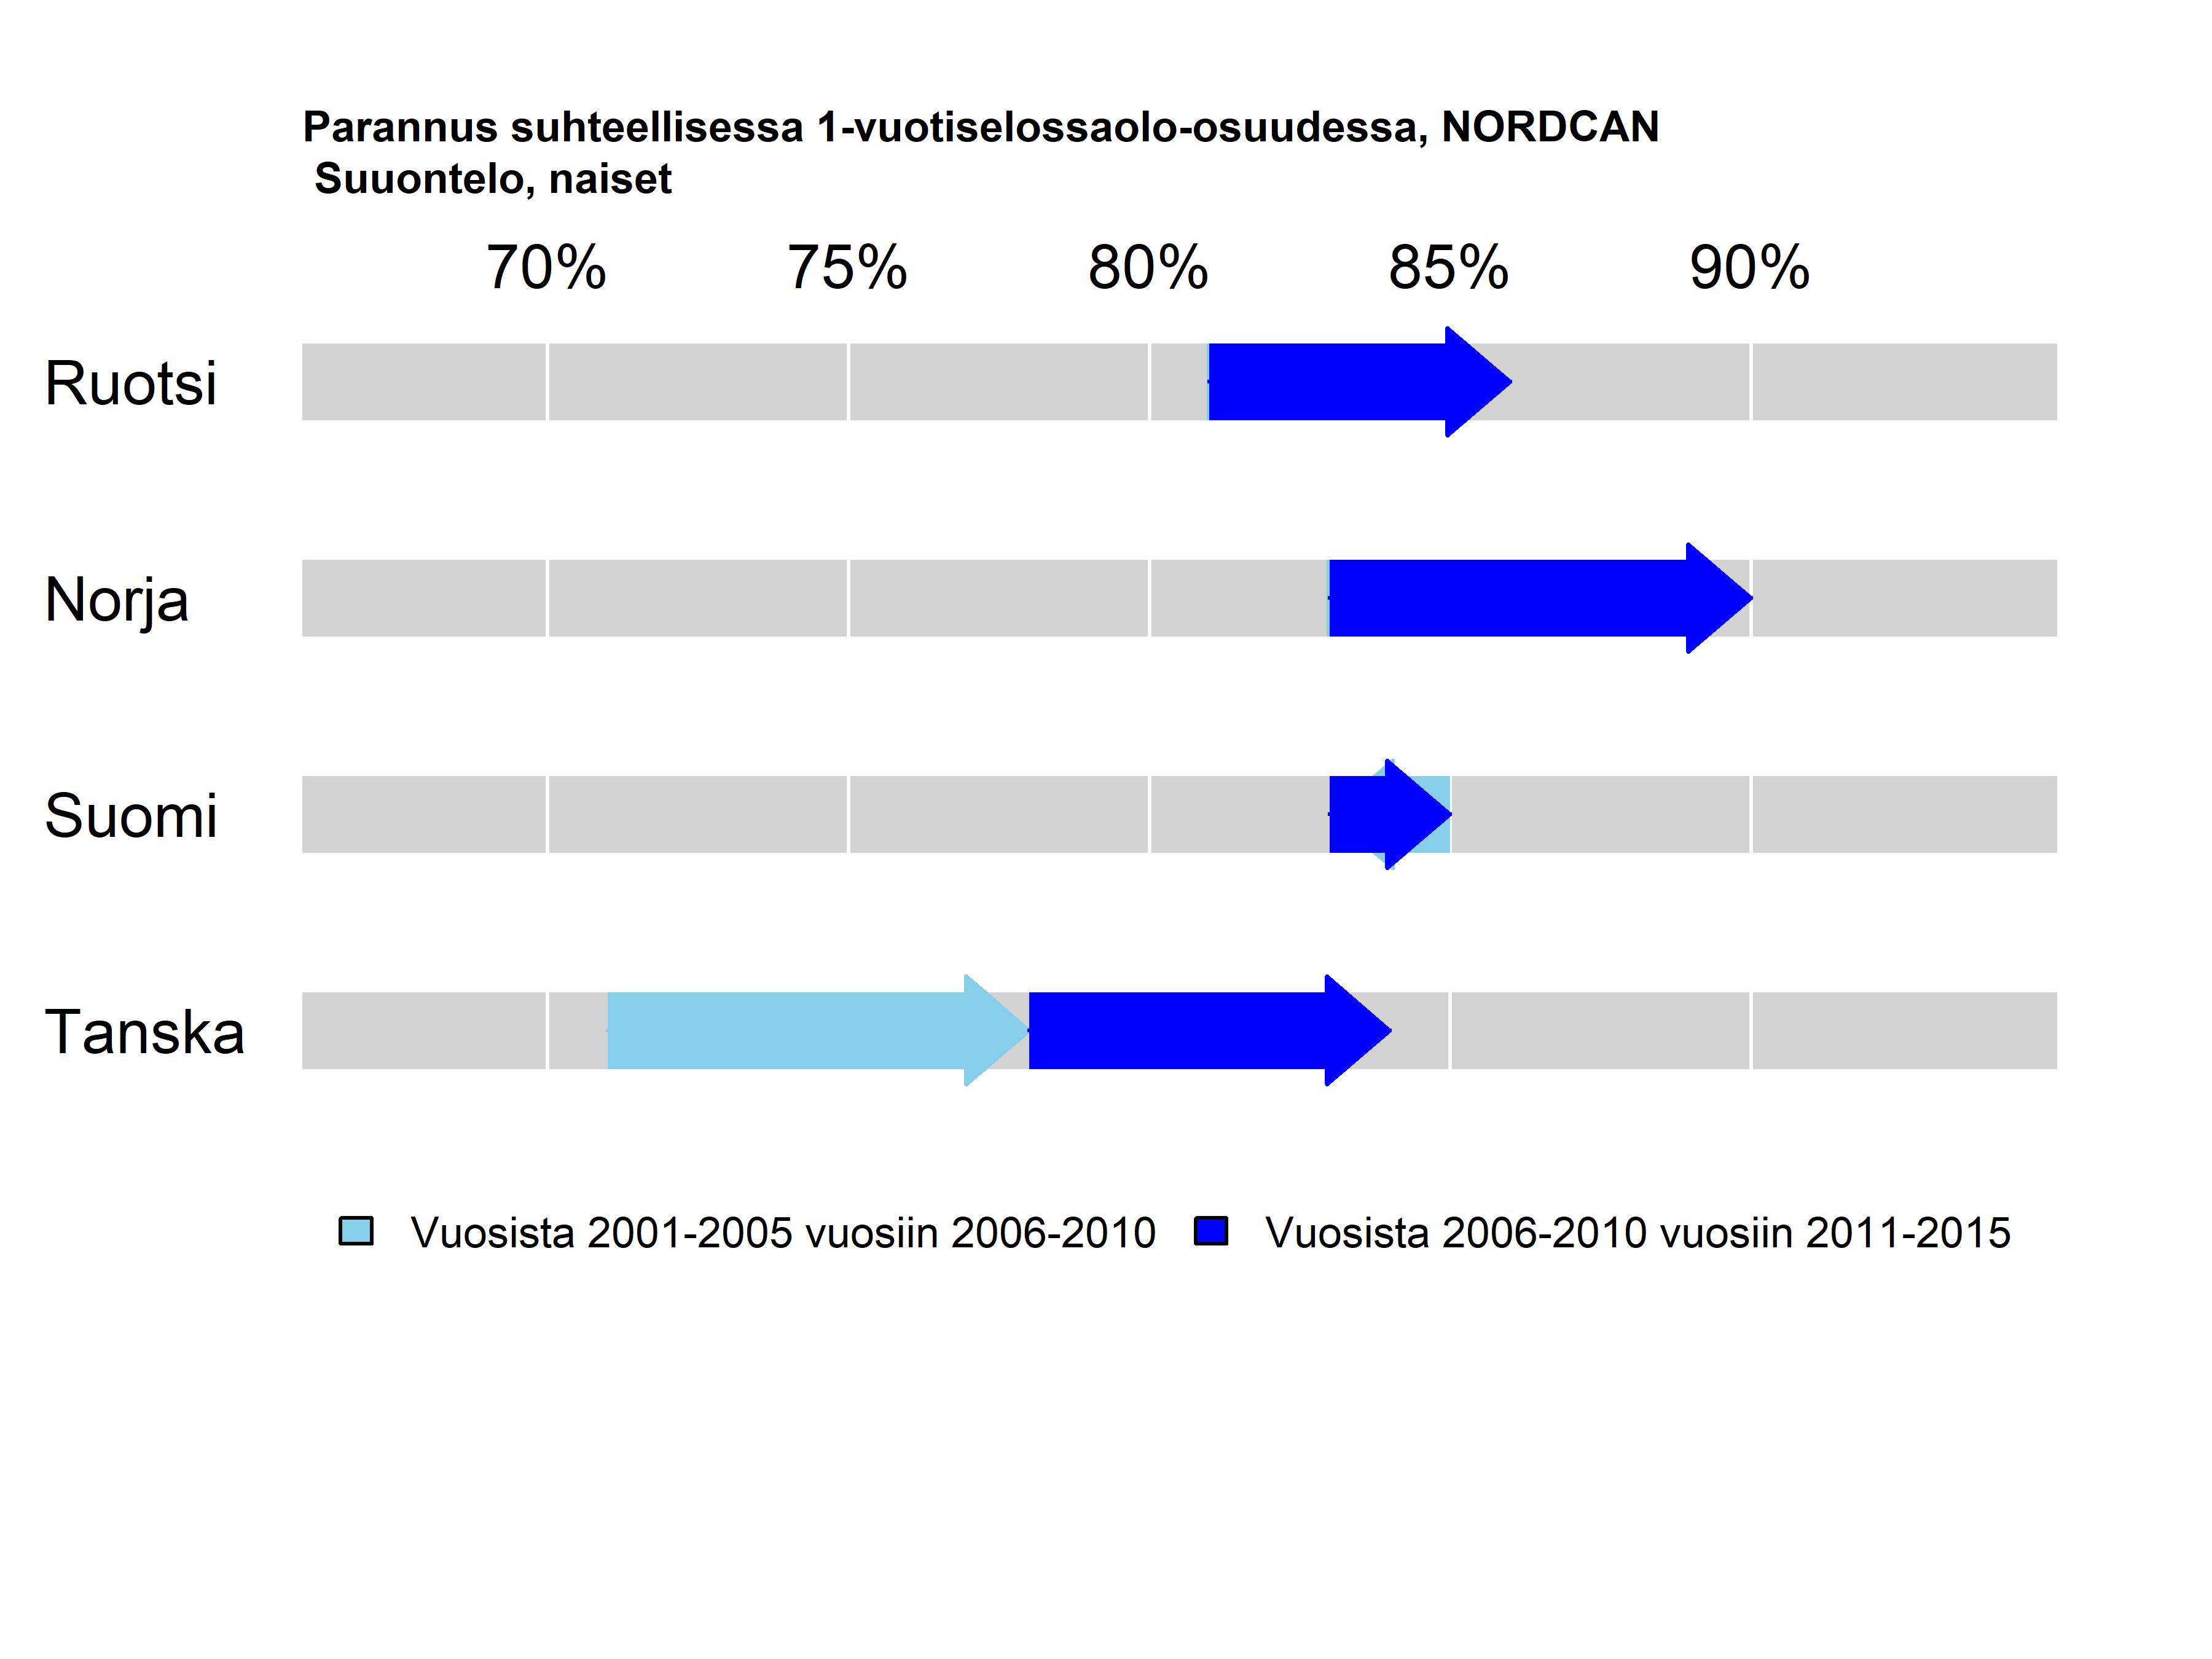 Parannus suhteellisessa 1-vuotiselossaolo-osuudessa, NORDCAN
Suuontelo, naiset
70% 75% 80% 85% 90%
Ruotsi
Norja
Suomi
Tanska
Vuosista 2001-2005 vuosiin 2006-2010 Vuosista 2006-2010 vuosiin 2011-2015